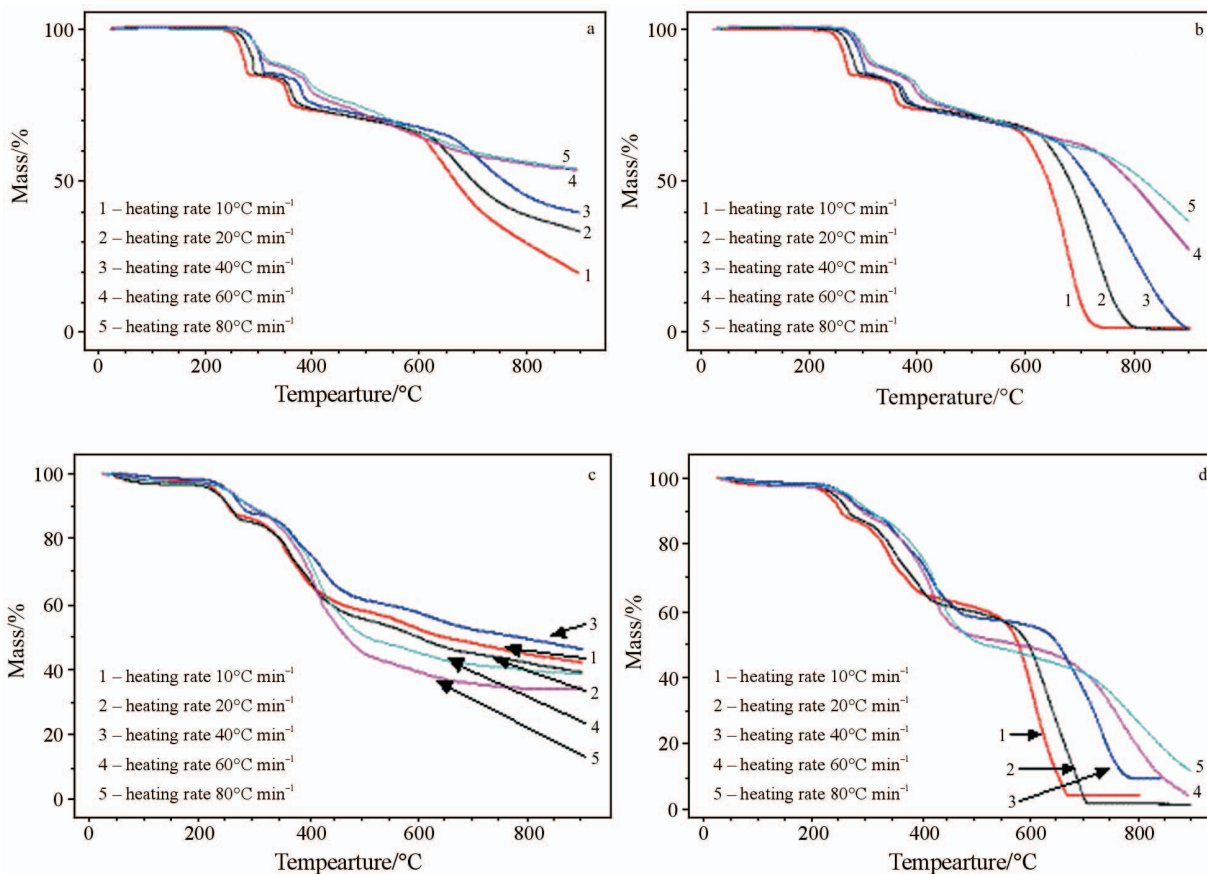 a
100
50
0
Mass/%
1 – heating rate 10°C min⁻¹
2 – heating rate 20°C min⁻¹
3 – heating rate 40°C min⁻¹
4 – heating rate 60°C min⁻¹
5 – heating rate 80°C min⁻¹
5
4
3
2
1
0 200 400 600 800
Tempearture/°C
b
100
50
0
Mass/%
1 – heating rate 10°C min⁻¹
2 – heating rate 20°C min⁻¹
3 – heating rate 40°C min⁻¹
4 – heating rate 60°C min⁻¹
5 – heating rate 80°C min⁻¹
5
4
1 2 3
0 200 400 600 800
Temperature/°C
c
100
80
60
40
20
0
Mass/%
1 – heating rate 10°C min⁻¹
2 – heating rate 20°C min⁻¹
3 – heating rate 40°C min⁻¹
4 – heating rate 60°C min⁻¹
5 – heating rate 80°C min⁻¹
3
1
2
4
5
0 200 400 600 800
Tempearture/°C
d
100
80
60
40
20
0
Mass/%
1 – heating rate 10°C min⁻¹
2 – heating rate 20°C min⁻¹
3 – heating rate 40°C min⁻¹
4 – heating rate 60°C min⁻¹
5 – heating rate 80°C min⁻¹
1
2
3
5
4
0 200 400 600 800
Tempearture/°C